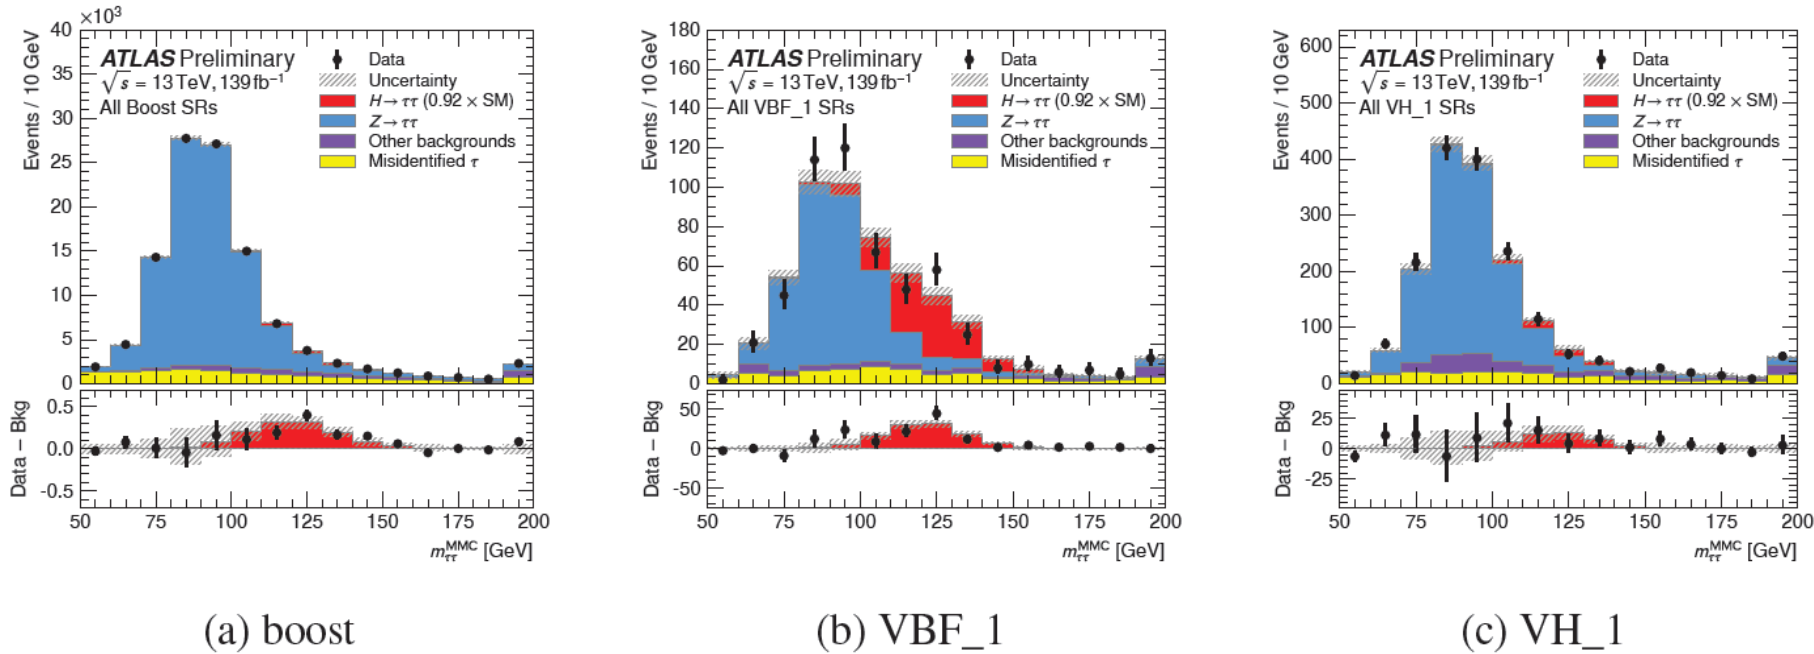 ×10³
40
35
30
25
20
15
10
5
0
Events / 10 GeV
ATLAS Preliminary
√s = 13 TeV, 139 fb⁻¹
All Boost SRs
Data
Uncertainty
H→ττ (0.92 × SM)
Z→ττ
Other backgrounds
Misidentified τ
0.5
0.0
-0.5
Data − Bkg
50 75 100 125 150 175 200
m_ττ^MMC [GeV]
(a) boost
180
160
140
120
100
80
60
40
20
0
Events / 10 GeV
ATLAS Preliminary
√s = 13 TeV, 139 fb⁻¹
All VBF_1 SRs
Data
Uncertainty
H→ττ (0.92 × SM)
Z→ττ
Other backgrounds
Misidentified τ
50
0
-50
Data − Bkg
50 75 100 125 150 175 200
m_ττ^MMC [GeV]
(b) VBF_1
600
500
400
300
200
100
0
Events / 10 GeV
ATLAS Preliminary
√s = 13 TeV, 139 fb⁻¹
All VH_1 SRs
Data
Uncertainty
H→ττ (0.92 × SM)
Z→ττ
Other backgrounds
Misidentified τ
25
0
-25
Data − Bkg
50 75 100 125 150 175 200
m_ττ^MMC [GeV]
(c) VH_1